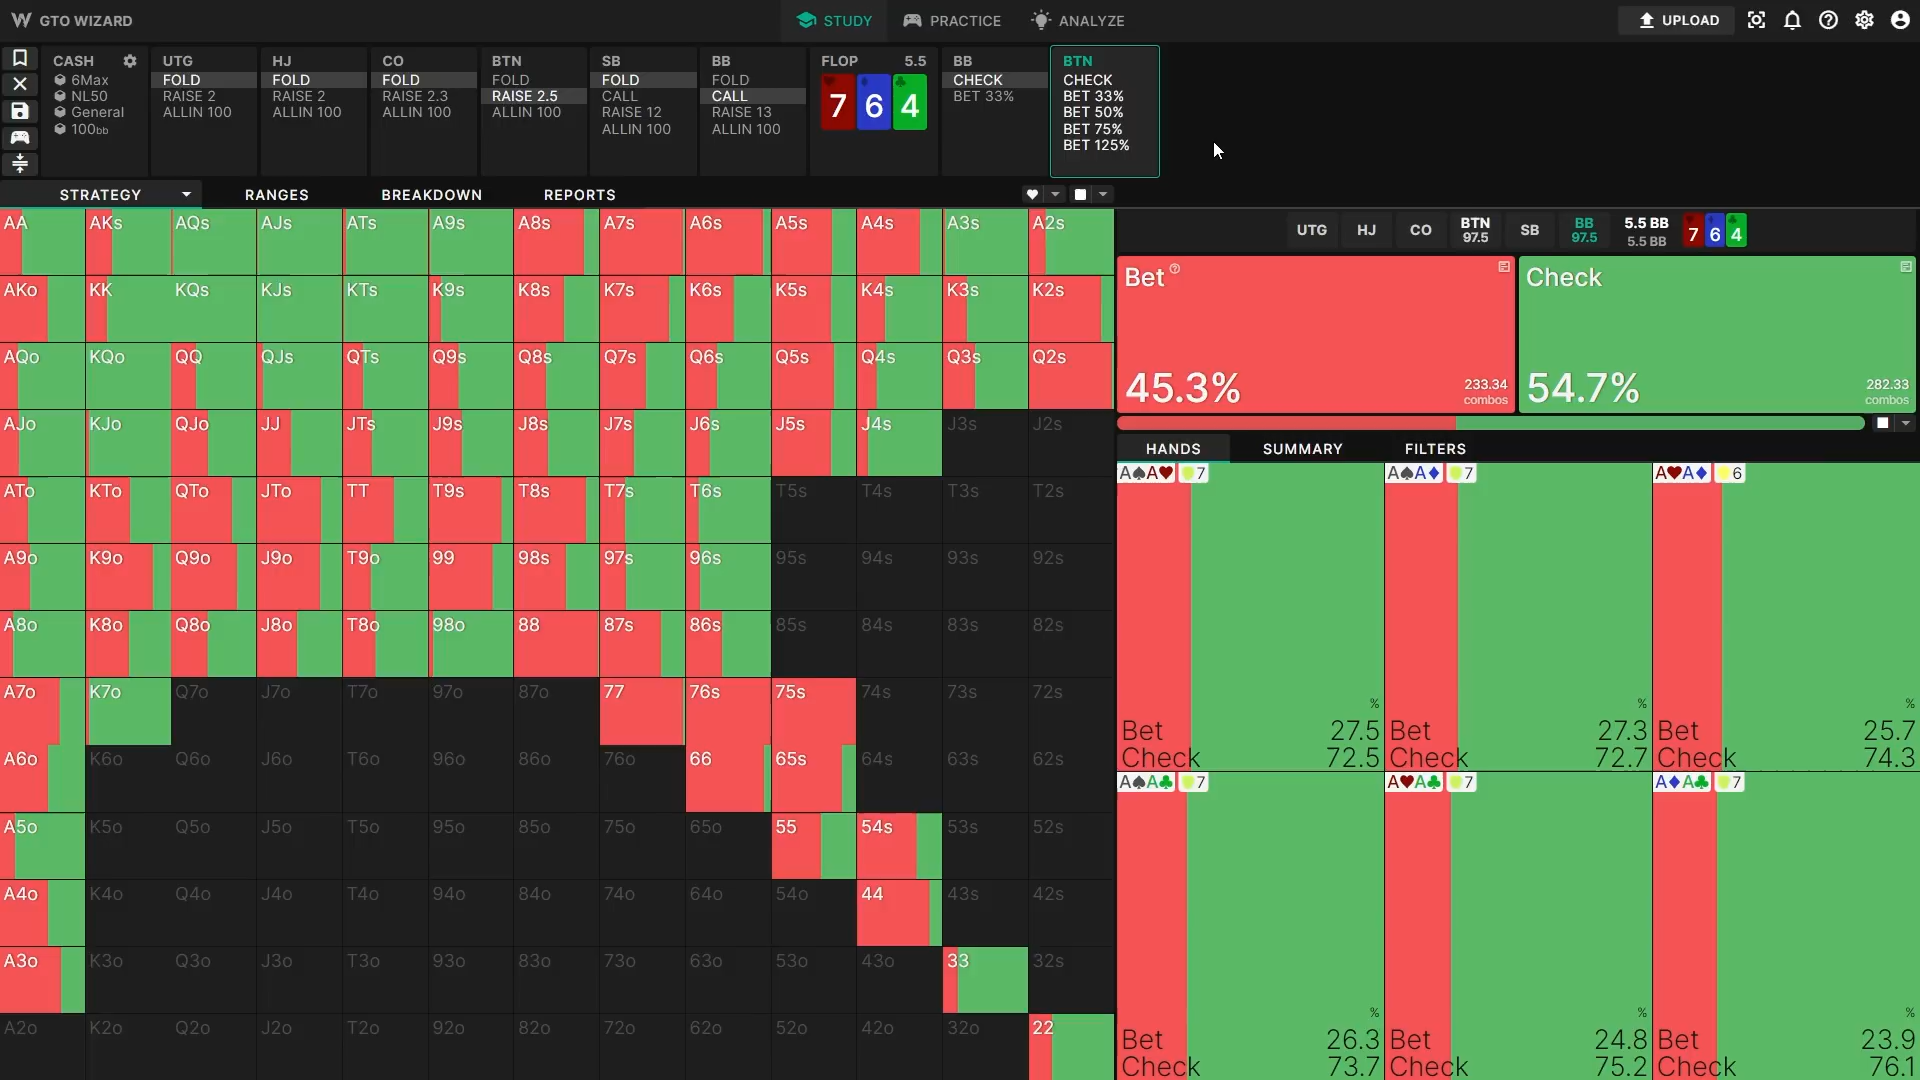 GTO WIZARD
STUDY
PRACTICE
ANALYZE
UPLOAD
CASH
6Max
NL50
General
100bb
UTG
FOLD
RAISE 2
ALLIN 100
HJ
FOLD
RAISE 2
ALLIN 100
CO
FOLD
RAISE 2.3
ALLIN 100
BTN
FOLD
RAISE 2.5
ALLIN 100
SB
FOLD
CALL
RAISE 12
ALLIN 100
BB
FOLD
CALL
RAISE 13
ALLIN 100
FLOP 5.5
7 6 4
BB
CHECK
BET 33%
BTN
CHECK
BET 33%
BET 50%
BET 75%
BET 125%
STRATEGY RANGES BREAKDOWN REPORTS
AA AKs AQs AJs ATs A9s A8s A7s A6s A5s A4s A3s A2s
AKo KK KQs KJs KTs K9s K8s K7s K6s K5s K4s K3s K2s
AQo KQo QQ QJs QTs Q9s Q8s Q7s Q6s Q5s Q4s Q3s Q2s
AJo KJo QJo JJ JTs J9s J8s J7s J6s J5s J4s J3s J2s
ATo KTo QTo JTo TT T9s T8s T7s T6s T5s T4s T3s T2s
A9o K9o Q9o J9o T9o 99 98s 97s 96s 95s 94s 93s 92s
A8o K8o Q8o J8o T8o 98o 88 87s 86s 85s 84s 83s 82s
A7o K7o Q7o J7o T7o 97o 87o 77 76s 75s 74s 73s 72s
A6o K6o Q6o J6o T6o 96o 86o 76o 66 65s 64s 63s 62s
A5o K5o Q5o J5o T5o 95o 85o 75o 65o 55 54s 53s 52s
A4o K4o Q4o J4o T4o 94o 84o 74o 64o 54o 44 43s 42s
A3o K3o Q3o J3o T3o 93o 83o 73o 63o 53o 43o 33 32s
A2o K2o Q2o J2o T2o 92o 82o 72o 62o 52o 42o 32o 22
UTG HJ CO BTN SB BB 5.5 BB 7 6 4
97.5 97.5 5.5 BB
Bet
45.3%
233.34
combos
Check
54.7%
282.33
combos
HANDS SUMMARY FILTERS
A♠A♥ 7
%
Bet 27.5
Check 72.5
A♠A♦ 7
%
Bet 27.3
Check 72.7
A♥A♦ 6
%
Bet 25.7
Check 74.3
A♠A♣ 7
%
Bet 26.3
Check 73.7
A♥A♣ 7
%
Bet 24.8
Check 75.2
A♦A♣ 7
%
Bet 23.9
Check 76.1